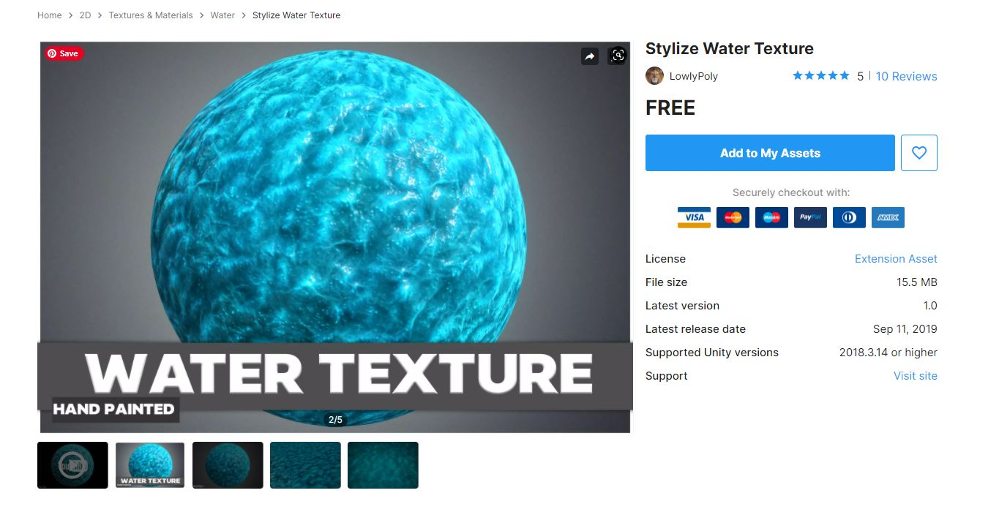 Home > 2D > Textures & Materials > Water > Stylize Water Texture
Save
WATER TEXTURE
HAND PAINTED
2/5
WATER TEXTURE
Stylize Water Texture
LowlyPoly
5 | 10 Reviews
FREE
Add to My Assets
Securely checkout with:
VISA MasterCard Maestro PayPal AMEX
License Extension Asset
File size 15.5 MB
Latest version 1.0
Latest release date Sep 11, 2019
Supported Unity versions 2018.3.14 or higher
Support Visit site